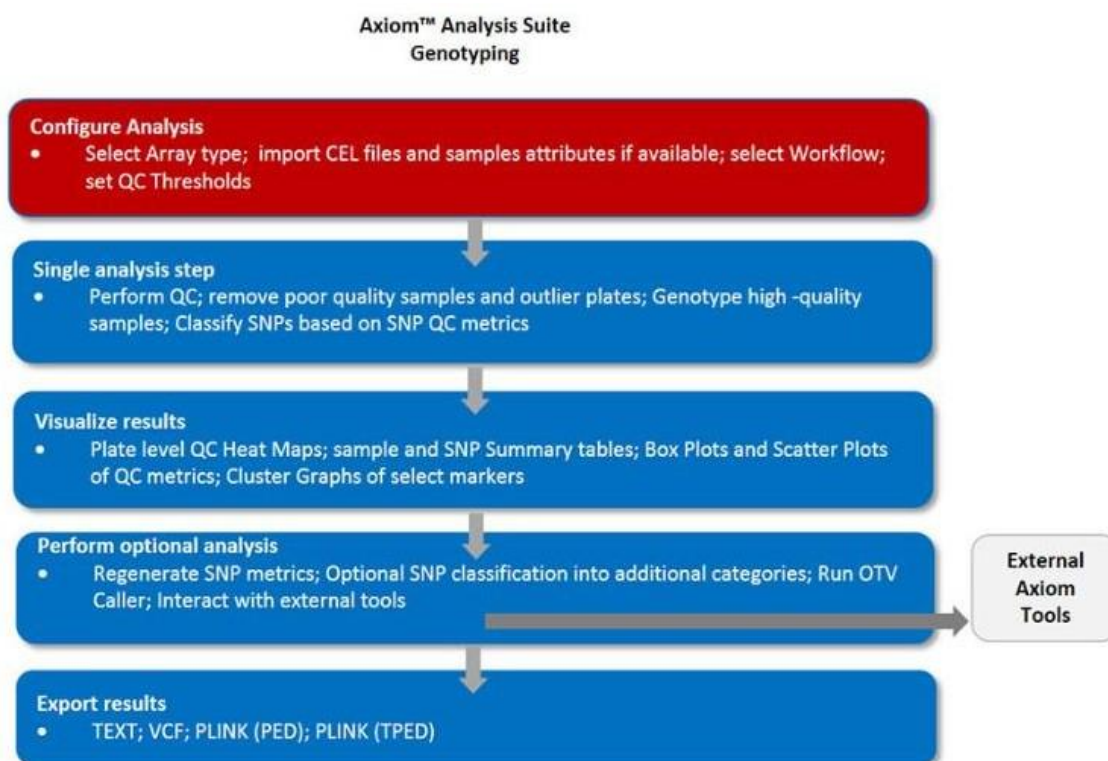 Axiom™ Analysis Suite
Genotyping
Configure Analysis
• Select Array type; import CEL files and samples attributes if available; select Workflow;
set QC Thresholds
Single analysis step
• Perform QC; remove poor quality samples and outlier plates; Genotype high -quality
samples; Classify SNPs based on SNP QC metrics
Visualize results
• Plate level QC Heat Maps; sample and SNP Summary tables; Box Plots and Scatter Plots
of QC metrics; Cluster Graphs of select markers
Perform optional analysis
• Regenerate SNP metrics; Optional SNP classification into additional categories; Run OTV
Caller; Interact with external tools
External
Axiom
Tools
Export results
• TEXT; VCF; PLINK (PED); PLINK (TPED)